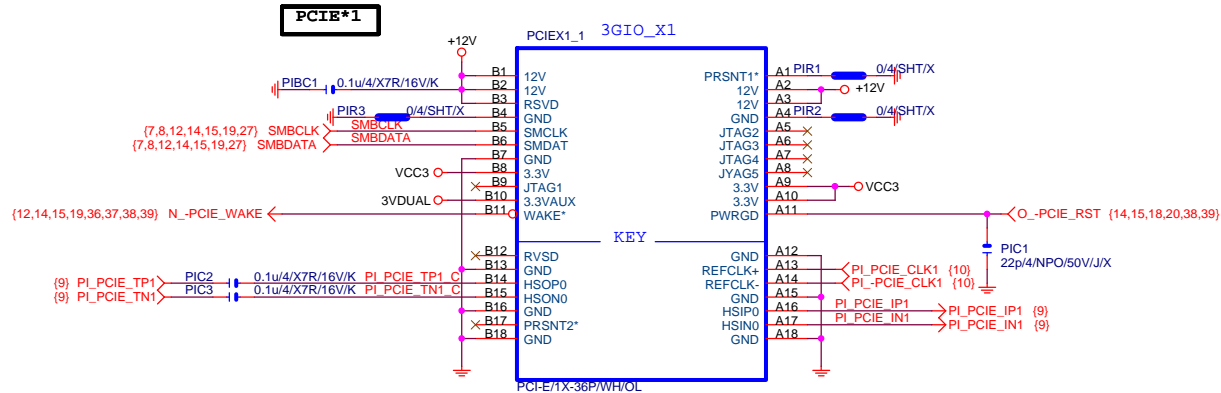 PCIE*1
PCIEX1_1 3GIO_X1
+12V
PIBC1 0.1u/4/X7R/16V/K
B1 12V PRSNT1* A1 PIR1 0/4/SHT/X
B2 12V 12V A2 +12V
B3 RSVD 12V A3
PIR3 0/4/SHT/X B4 GND GND A4 PIR2 0/4/SHT/X
{7,8,12,14,15,19,27} SMBCLK SMBCLK B5 SMCLK JTAG2 A5
{7,8,12,14,15,19,27} SMBDATA SMBDATA B6 SMDAT JTAG3 A6
B7 GND JTAG4 A7
VCC3 B8 3.3V JYAG5 A8
B9 JTAG1 3.3V A9 VCC3
3VDUAL B10 3.3VAUX 3.3V A10
{12,14,15,19,36,37,38,39} N_-PCIE_WAKE B11 WAKE* PWRGD A11 O_-PCIE_RST {14,15,18,20,38,39}
KEY
PIC1
22p/4/NPO/50V/J/X
B12 RVSD GND A12
B13 GND REFCLK+ A13 PI_PCIE_CLK1 {10}
{9} PI_PCIE_TP1 PIC2 0.1u/4/X7R/16V/K PI_PCIE_TP1_C B14 HSOP0 REFCLK- A14 PI_-PCIE_CLK1 {10}
{9} PI_PCIE_TN1 PIC3 0.1u/4/X7R/16V/K PI_PCIE_TN1_C B15 HSON0 GND A15
B16 GND HSIP0 A16 PI_PCIE_IP1 PI_PCIE_IP1 {9}
B17 PRSNT2* HSIN0 A17 PI_PCIE_IN1 PI_PCIE_IN1 {9}
B18 GND GND A18
PCI-E/1X-36P/WH/OL